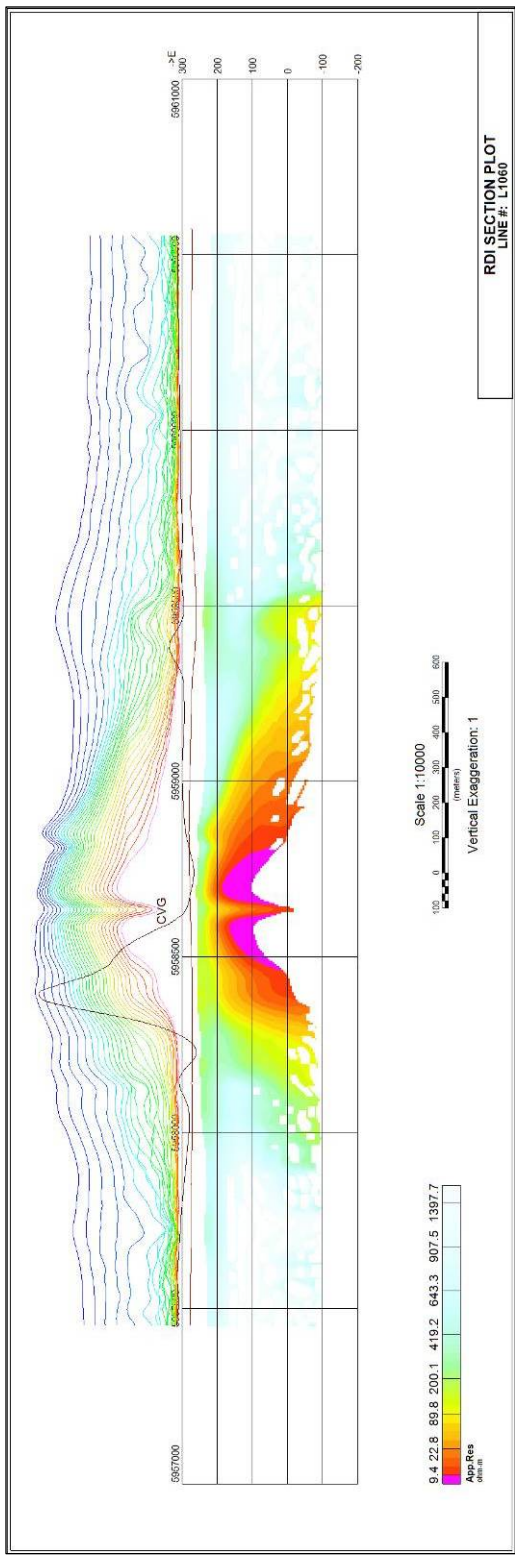 RDI SECTION PLOT
LINE #: L1060
->E
300
200
100
0
-100
-200
5957000
5958000
5958500
5959000
5961000
CVG
9.4 22.8 89.8 200.1 419.2 643.3 907.5 1397.7
App.Res
ohm-m
Scale 1:10000
100 0 100 200 300 400 500 600
(meters)
Vertical Exaggeration: 1